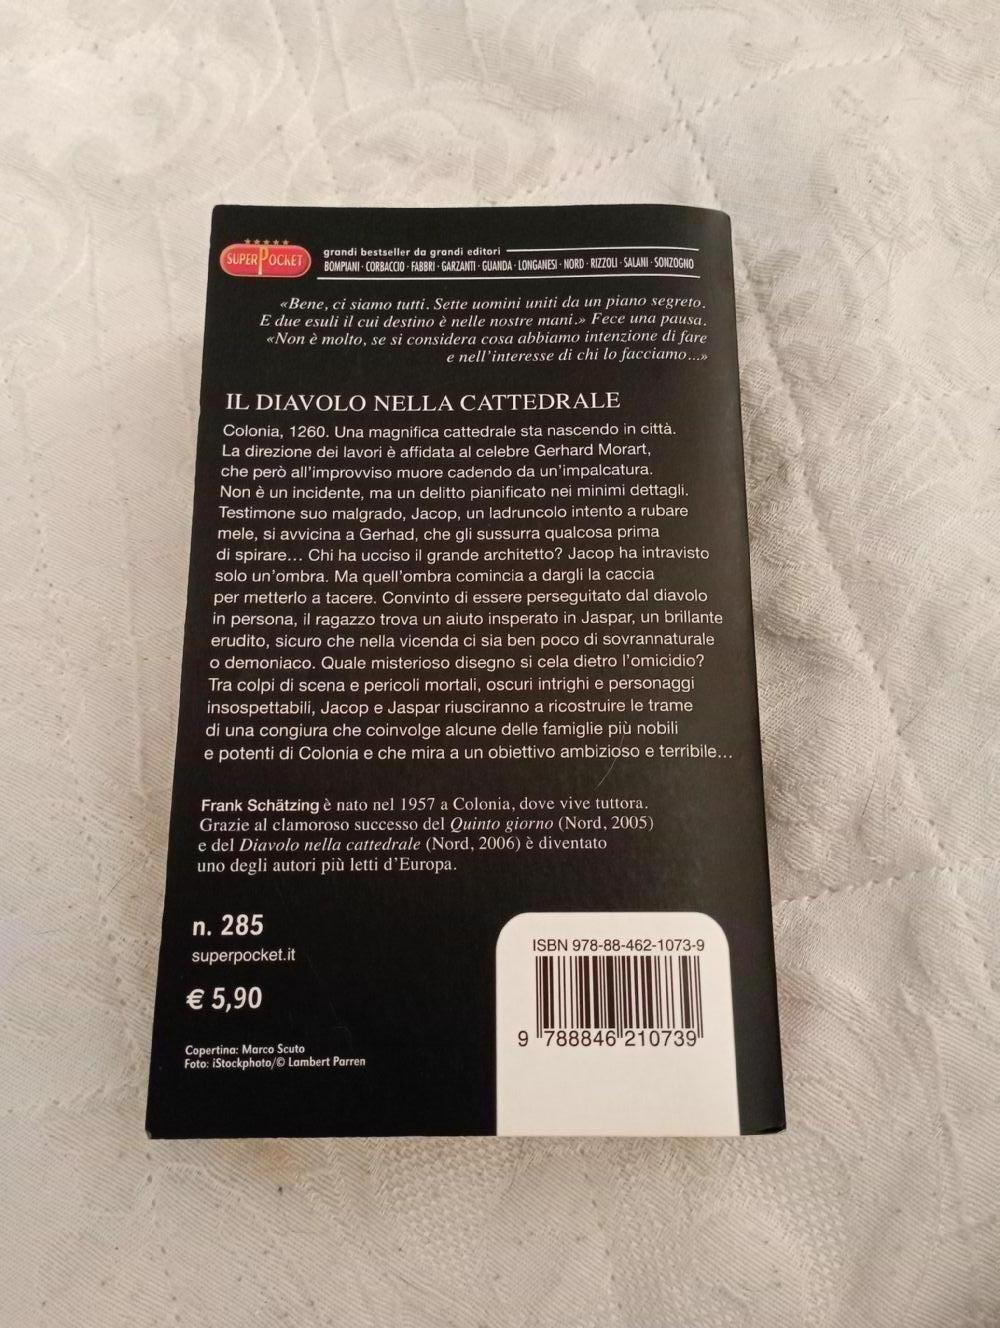 SUPERPOCKET
grandi bestseller da grandi editori
BOMPIANI · CORBACCIO · FABBRI · GARZANTI · GUANDA · LONGANESI · NORD · RIZZOLI · SALANI · SONZOGNO
«Bene, ci siamo tutti. Sette uomini uniti da un piano segreto.
E due esuli il cui destino è nelle nostre mani.» Fece una pausa.
«Non è molto, se si considera cosa abbiamo intenzione di fare
e nell'interesse di chi lo facciamo...»
IL DIAVOLO NELLA CATTEDRALE
Colonia, 1260. Una magnifica cattedrale sta nascendo in città.
La direzione dei lavori è affidata al celebre Gerhard Morart,
che però all'improvviso muore cadendo da un'impalcatura.
Non è un incidente, ma un delitto pianificato nei minimi dettagli.
Testimone suo malgrado, Jacop, un ladruncolo intento a rubare
mele, si avvicina a Gerhad, che gli sussurra qualcosa prima
di spirare... Chi ha ucciso il grande architetto? Jacop ha intravisto
solo un'ombra. Ma quell'ombra comincia a dargli la caccia
per metterlo a tacere. Convinto di essere perseguitato dal diavolo
in persona, il ragazzo trova un aiuto insperato in Jaspar, un brillante
erudito, sicuro che nella vicenda ci sia ben poco di sovrannaturale
o demoniaco. Quale misterioso disegno si cela dietro l'omicidio?
Tra colpi di scena e pericoli mortali, oscuri intrighi e personaggi
insospettabili, Jacop e Jaspar riusciranno a ricostruire le trame
di una congiura che coinvolge alcune delle famiglie più nobili
e potenti di Colonia e che mira a un obiettivo ambizioso e terribile...
Frank Schätzing è nato nel 1957 a Colonia, dove vive tuttora.
Grazie al clamoroso successo del Quinto giorno (Nord, 2005)
e del Diavolo nella cattedrale (Nord, 2006) è diventato
uno degli autori più letti d'Europa.
n. 285
superpocket.it
€ 5,90
Copertina: Marco Scuto
Foto: iStockphoto/© Lambert Parren
ISBN 978-88-462-1073-9
9 788846 210739